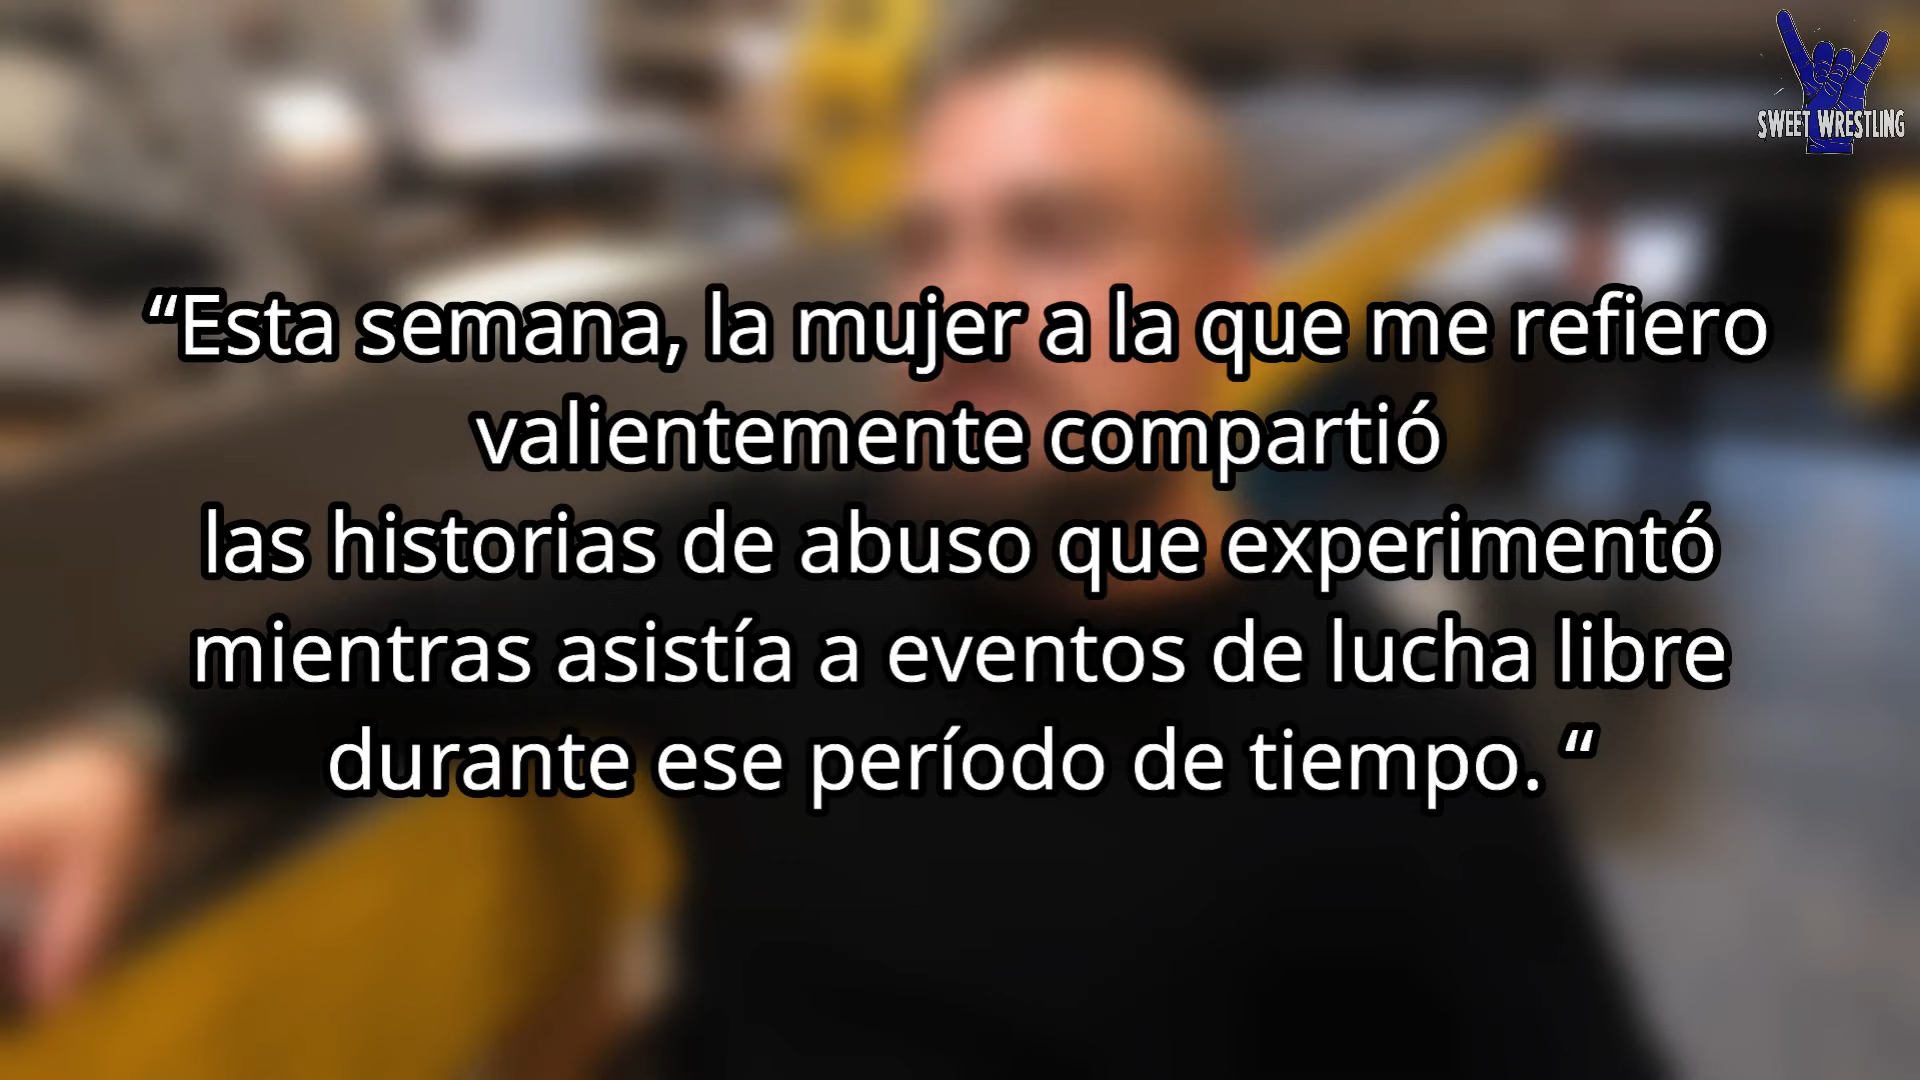 SWEET WRESTLING
“Esta semana, la mujer a la que me refiero
valientemente compartió
las historias de abuso que experimentó
mientras asistía a eventos de lucha libre
durante ese período de tiempo. “